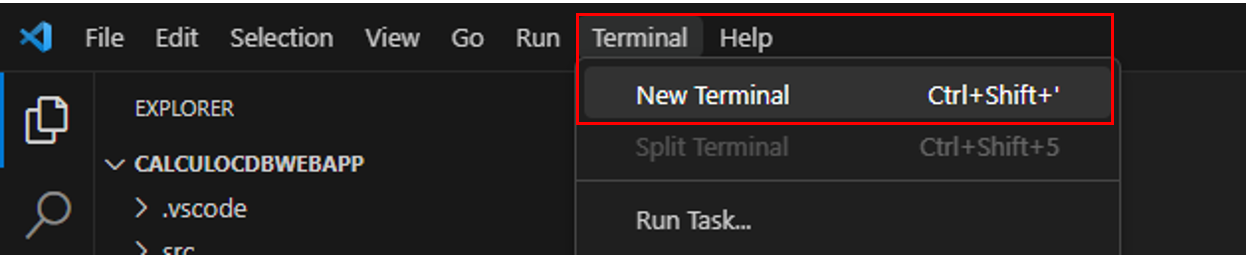 File Edit Selection View Go Run Terminal Help
EXPLORER
CALCULOCDBWEBAPP
.vscode
src
New Terminal Ctrl+Shift+'
Split Terminal Ctrl+Shift+5
Run Task...